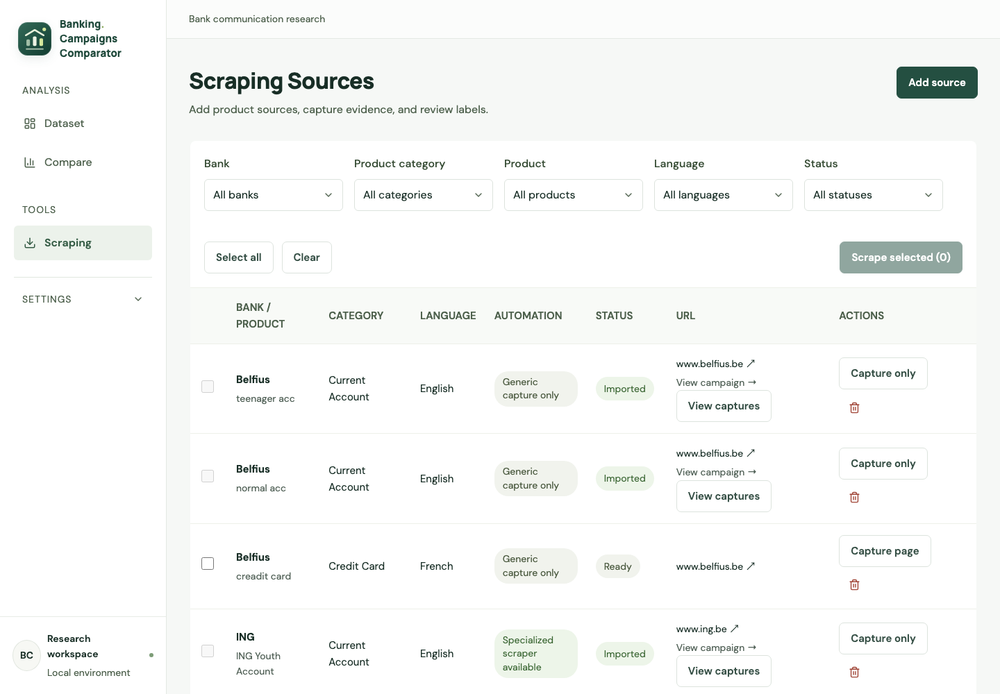 Banking.
Campaigns
Comparator
ANALYSIS
Dataset
Compare
TOOLS
Scraping
SETTINGS
BC
Research
workspace
Local environment
Bank communication research
Scraping Sources
Add product sources, capture evidence, and review labels.
Add source
Bank
Product category
Product
Language
Status
All banks
All categories
All products
All languages
All statuses
Select all
Clear
Scrape selected (0)
BANK /
PRODUCT
CATEGORY
LANGUAGE
AUTOMATION
STATUS
URL
ACTIONS
Belfius
teenager acc
Current
Account
English
Generic
capture only
Imported
www.belfius.be ↗
View campaign →
View captures
Capture only
Belfius
normal acc
Current
Account
English
Generic
capture only
Imported
www.belfius.be ↗
View campaign →
View captures
Capture only
Belfius
creadit card
Credit Card
French
Generic
capture only
Ready
www.belfius.be ↗
Capture page
ING
ING Youth
Account
Current
Account
English
Specialized
scraper
available
Imported
www.ing.be ↗
View campaign →
View captures
Capture only